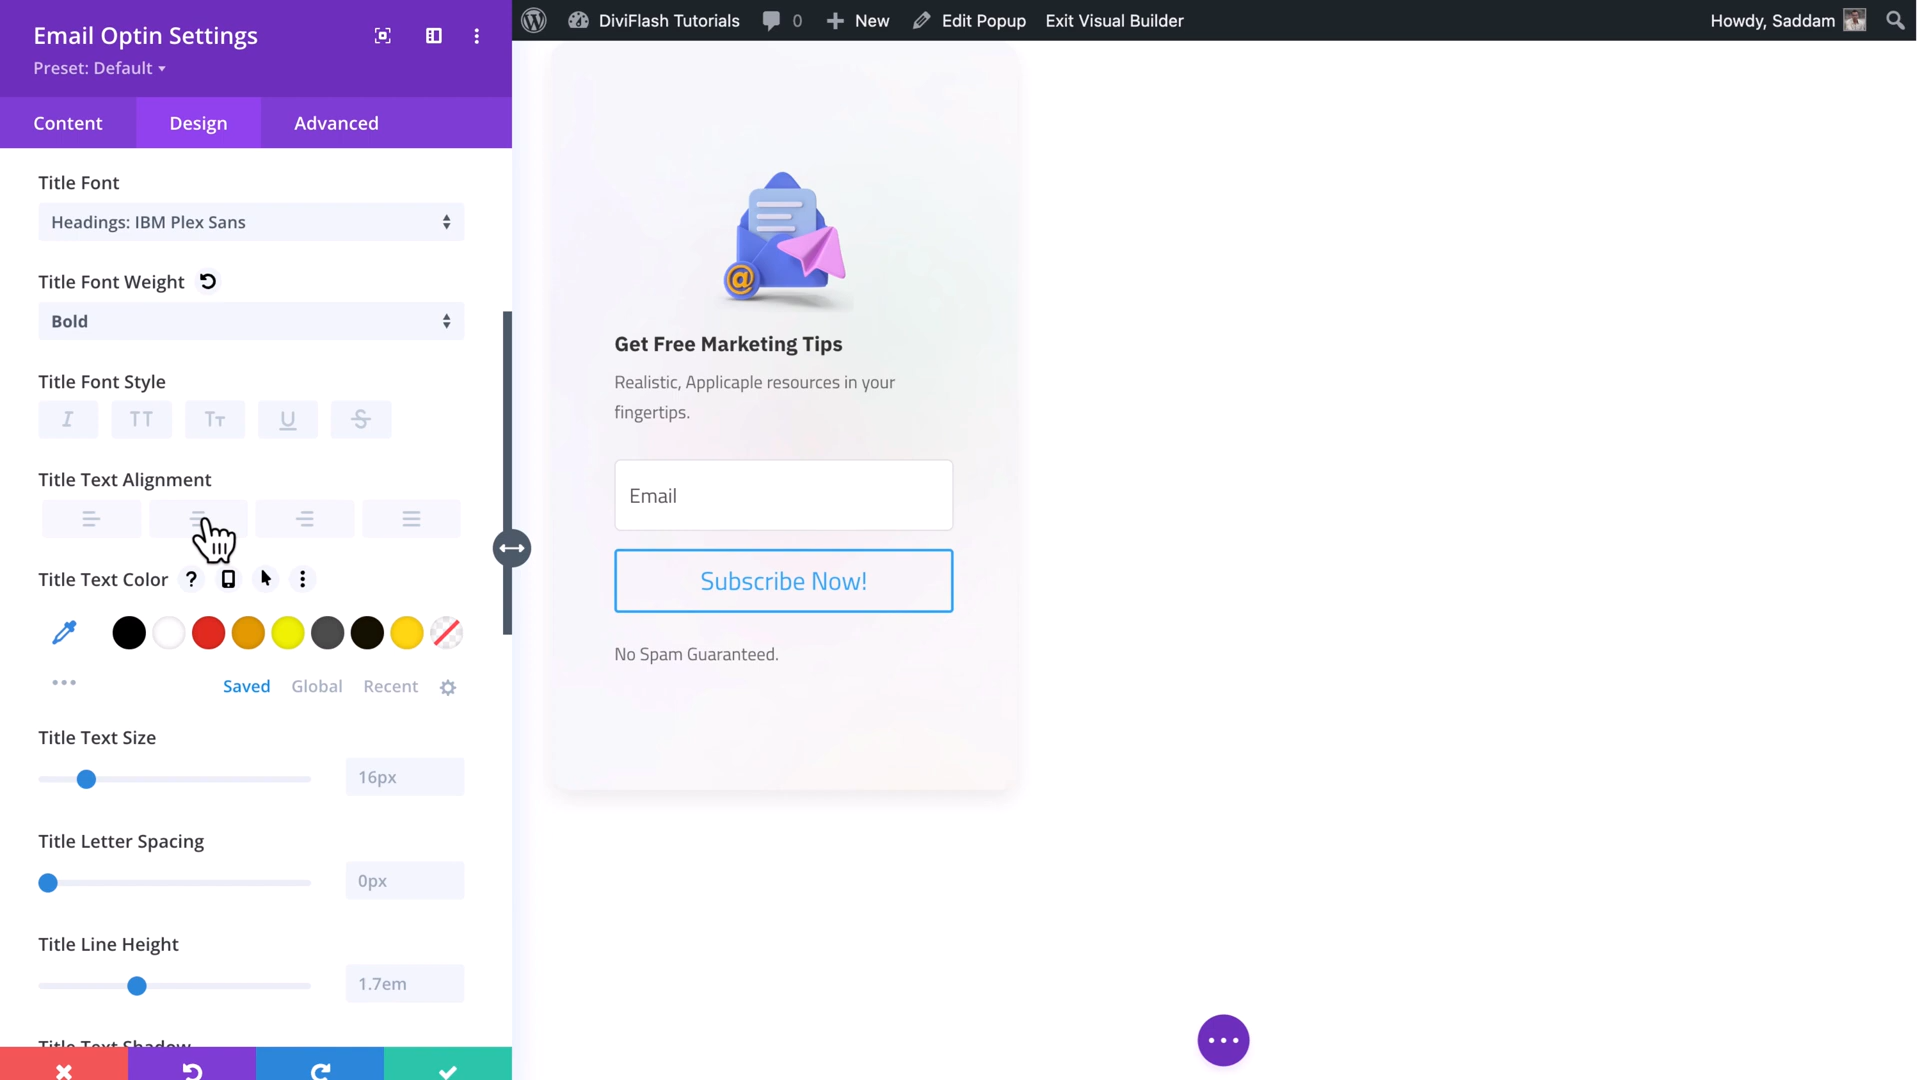 Email Optin Settings
Preset: Default
Content
Design
Advanced
Title Font
Headings: IBM Plex Sans
Title Font Weight
Bold
Title Font Style
I
TT
Tт
U
S
Title Text Alignment
Title Text Color
?
Saved
Global
Recent
Title Text Size
16px
Title Letter Spacing
0px
Title Line Height
1.7em
Title Text Shadow
DiviFlash Tutorials
0
New
Edit Popup
Exit Visual Builder
Howdy, Saddam
@
Get Free Marketing Tips
Realistic, Applicaple resources in your
fingertips.
Email
Subscribe Now!
No Spam Guaranteed.